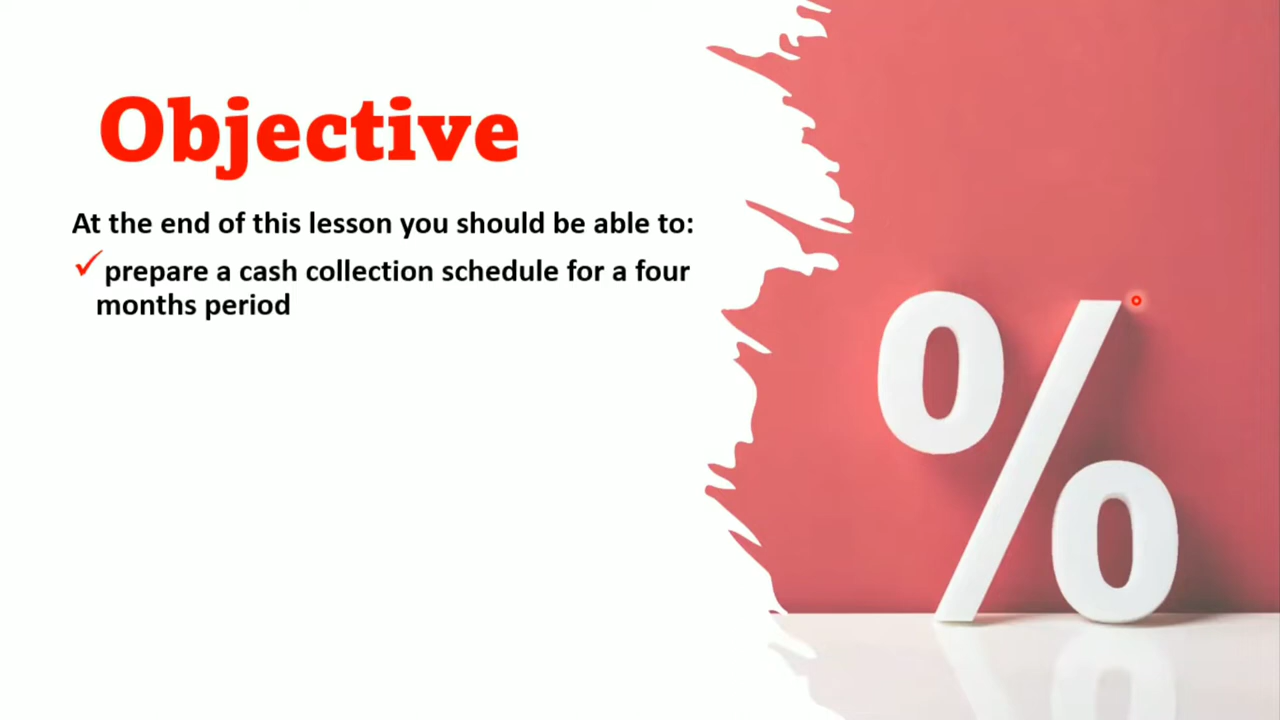 Objective
At the end of this lesson you should be able to:
prepare a cash collection schedule for a four
months period
%